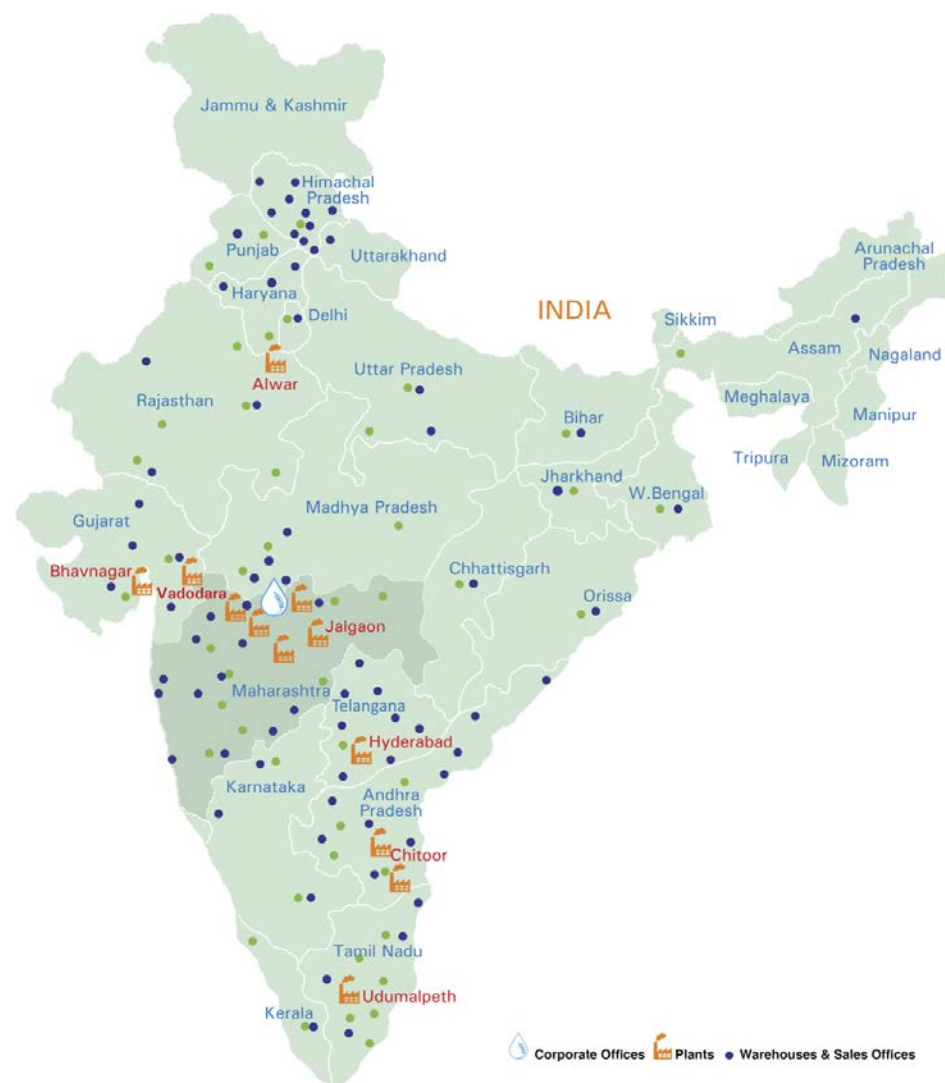 Jammu & Kashmir
Himachal
Pradesh
Punjab
Uttarakhand
Arunachal
Pradesh
Haryana
INDIA
Delhi
Sikkim
Assam
Nagaland
Alwar
Uttar Pradesh
Meghalaya
Rajasthan
Bihar
Manipur
Tripura
Mizoram
Jharkhand
W.Bengal
Madhya Pradesh
Gujarat
Chhattisgarh
Bhavnagar
Vadodara
Orissa
Jalgaon
Maharashtra
Telangana
Hyderabad
Karnataka
Andhra
Pradesh
Chitoor
Tamil Nadu
Udumalpeth
Kerala
Corporate Offices Plants Warehouses & Sales Offices